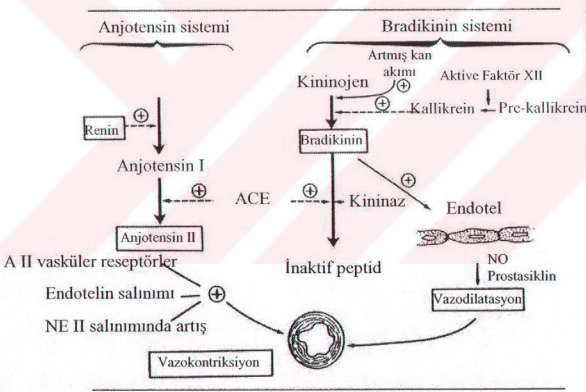 Anjotensin sistemi
Bradikinin sistemi
Artmış kan
akımı
Kininojen
Aktive Faktör XII
Kallikrein
Pre-kallikrein
Renin
Bradikinin
Anjotensin I
ACE
Kininaz
Endotel
Anjotensin II
A II vasküler reseptörler
İnaktif peptid
NO
Prostasiklin
Endotelin salınımı
Vazodilatasyon
NE II salınımında artış
Vazokontriksiyon